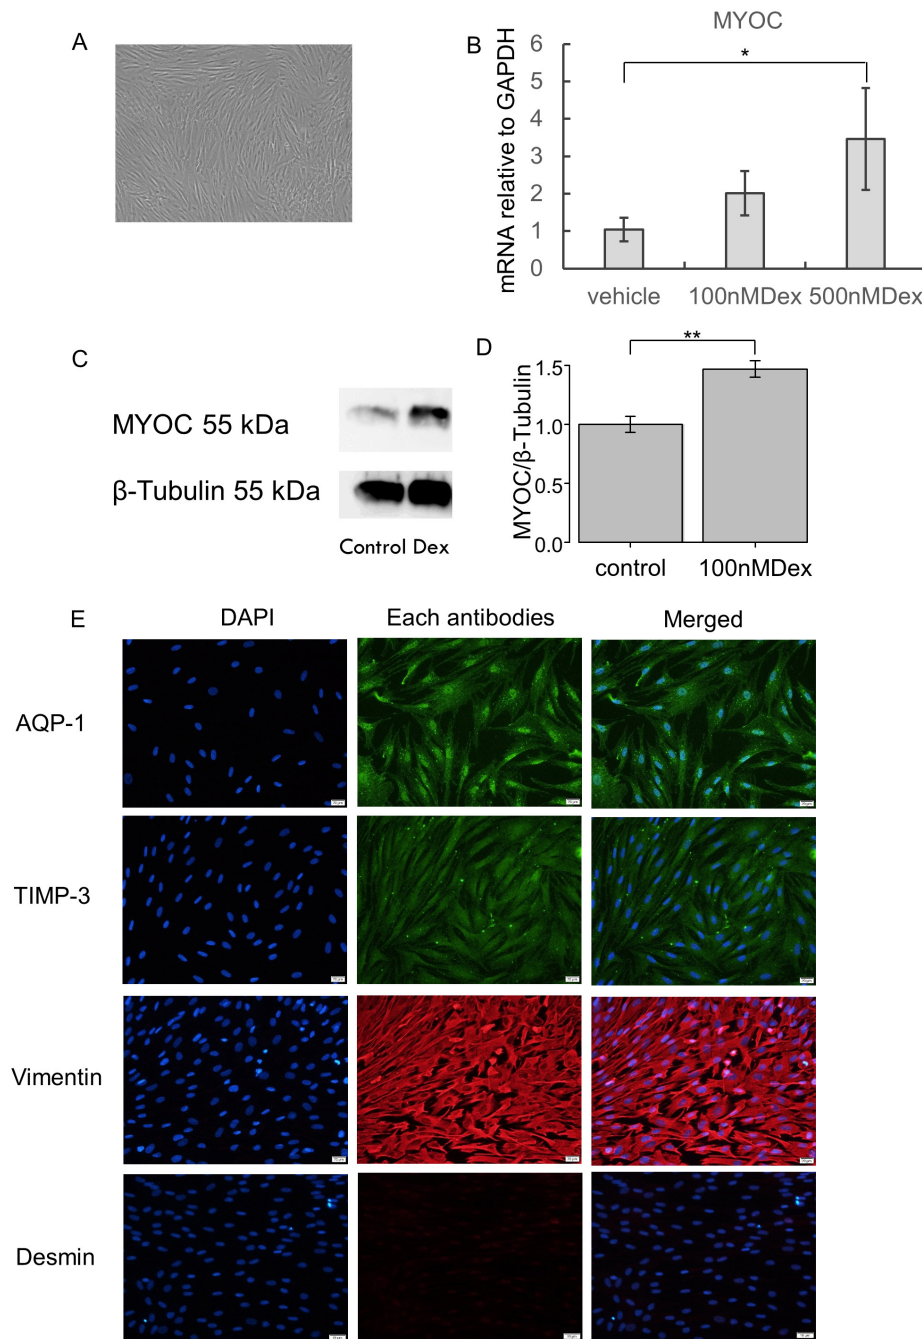 A
B
MYOC
mRNA relative to GAPDH
6
5
4
3
2
1
0
*
vehicle 100nMDex 500nMDex
C
MYOC 55 kDa
β-Tubulin 55 kDa
Control Dex
D
**
MYOC/β-Tubulin
1.5
1.0
0.5
0.0
control 100nMDex
E
DAPI Each antibodies Merged
AQP-1
TIMP-3
Vimentin
Desmin